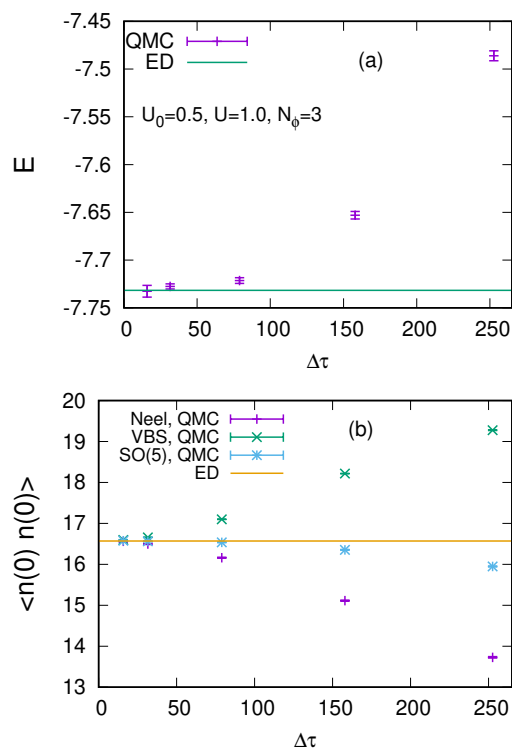 -7.45
-7.5
-7.55
-7.6
-7.65
-7.7
-7.75
E
QMC
ED
(a)
U0=0.5, U=1.0, Nϕ=3
0 50 100 150 200 250
Δτ
20
19
18
17
16
15
14
13
<n(0) n(0)>
Neel, QMC
VBS, QMC
SO(5), QMC
ED
(b)
0 50 100 150 200 250
Δτ